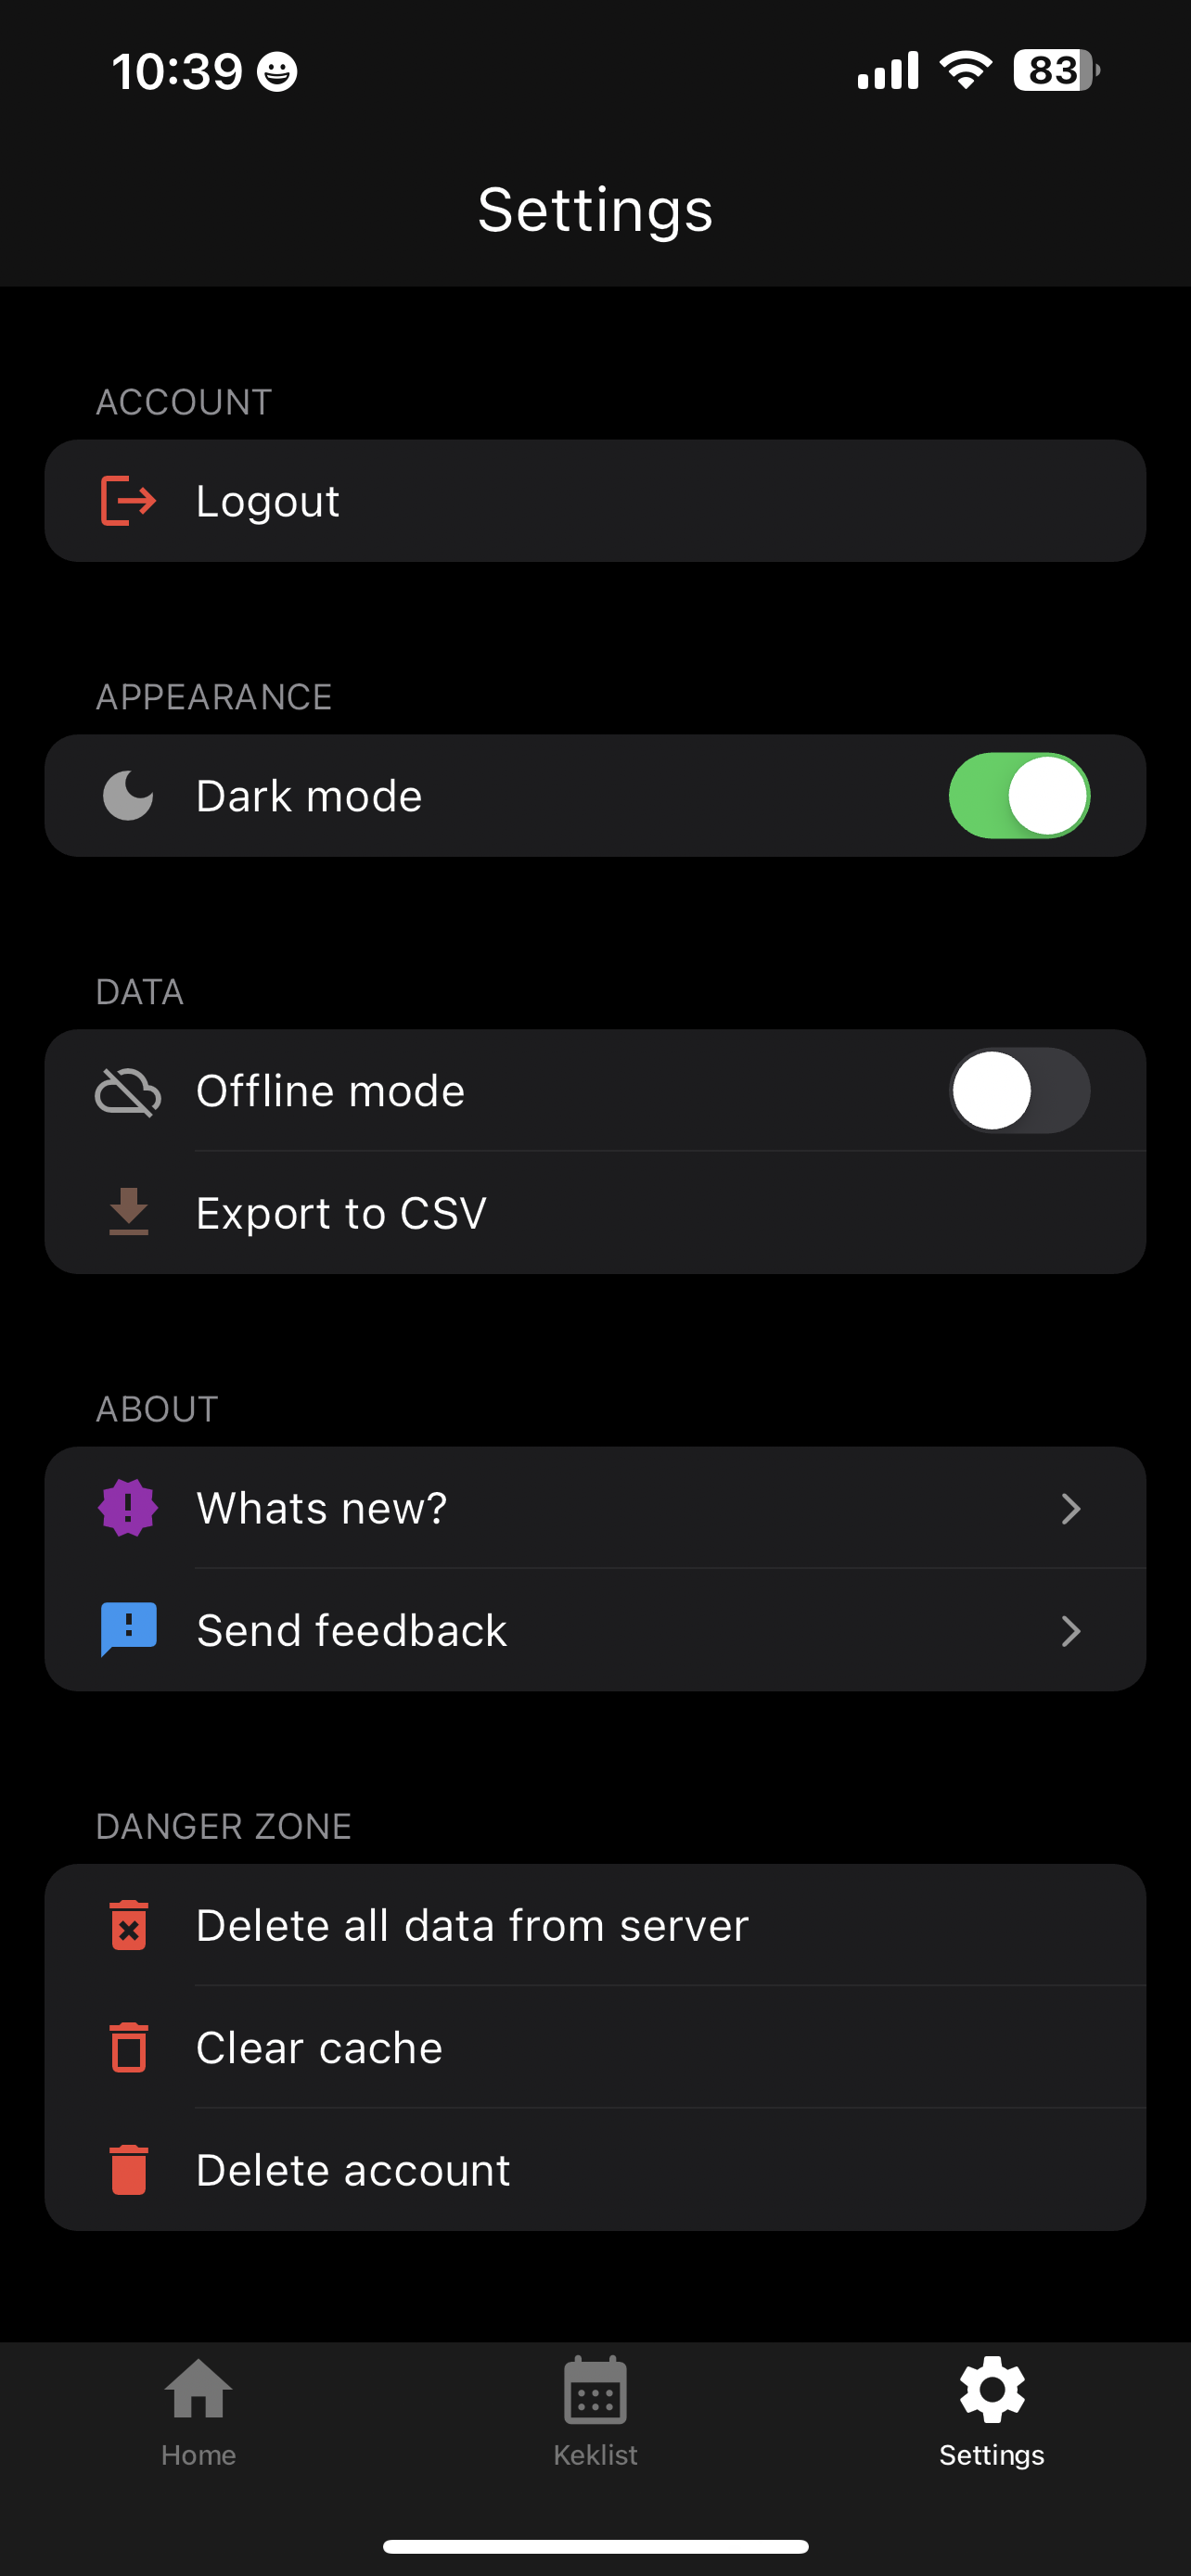 10:39
83
Settings
ACCOUNT
Logout
APPEARANCE
Dark mode
DATA
Offline mode
Export to CSV
ABOUT
Whats new?
Send feedback
DANGER ZONE
Delete all data from server
Clear cache
Delete account
Home
Keklist
Settings